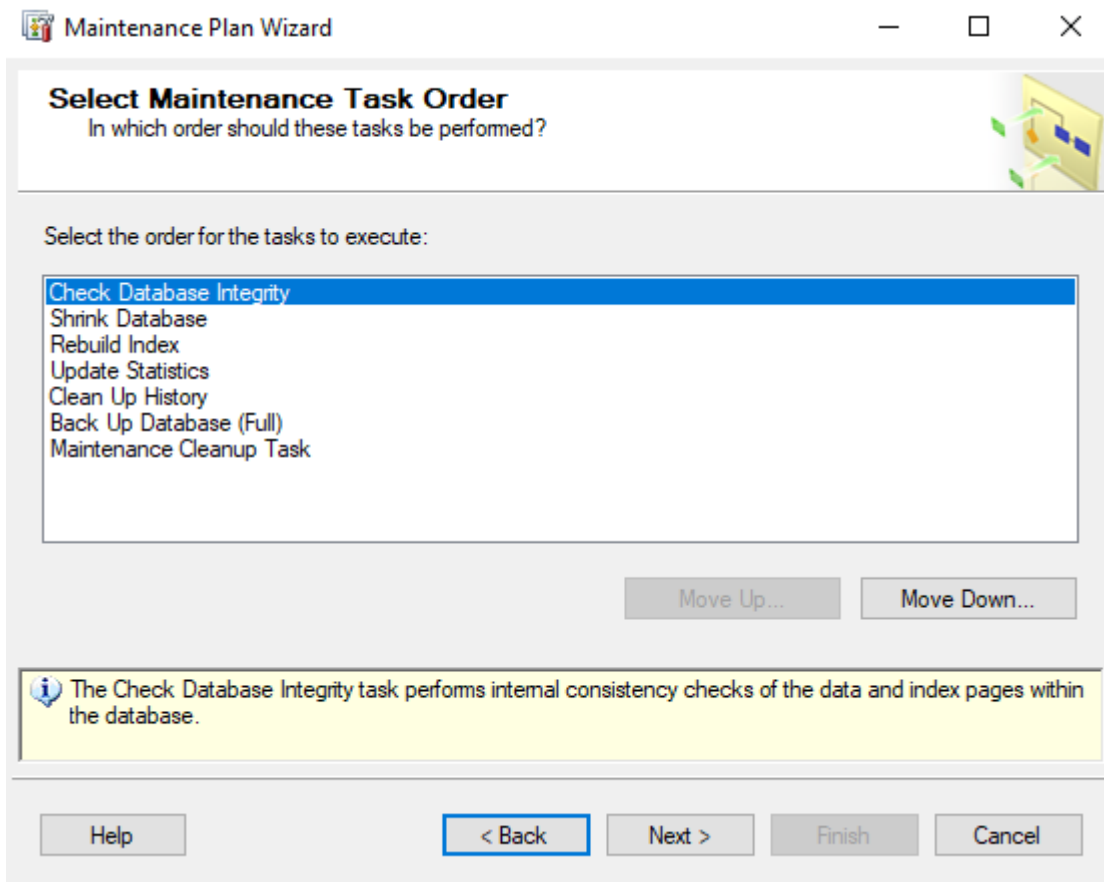 Maintenance Plan Wizard
Select Maintenance Task Order
In which order should these tasks be performed?
Select the order for the tasks to execute:
Check Database Integrity
Shrink Database
Rebuild Index
Update Statistics
Clean Up History
Back Up Database (Full)
Maintenance Cleanup Task
Move Up...
Move Down...
The Check Database Integrity task performs internal consistency checks of the data and index pages within
the database.
Help
< Back
Next >
Finish
Cancel